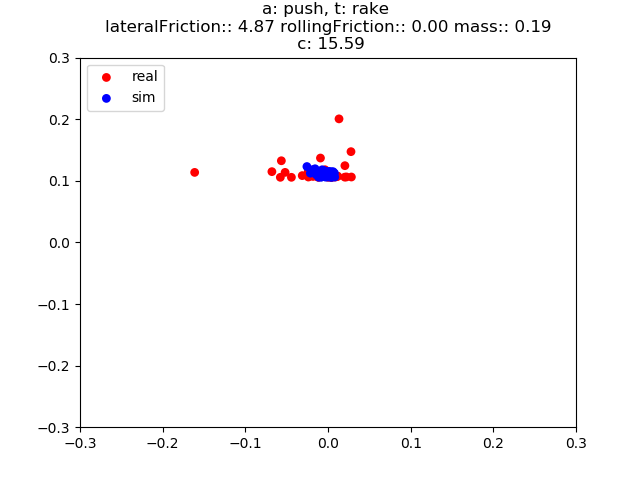 a: push, t: rake
lateralFriction:: 4.87 rollingFriction:: 0.00 mass:: 0.19
c: 15.59
real
sim
0.3
0.2
0.1
0.0
−0.1
−0.2
−0.3
−0.3
−0.2
−0.1
0.0
0.1
0.2
0.3